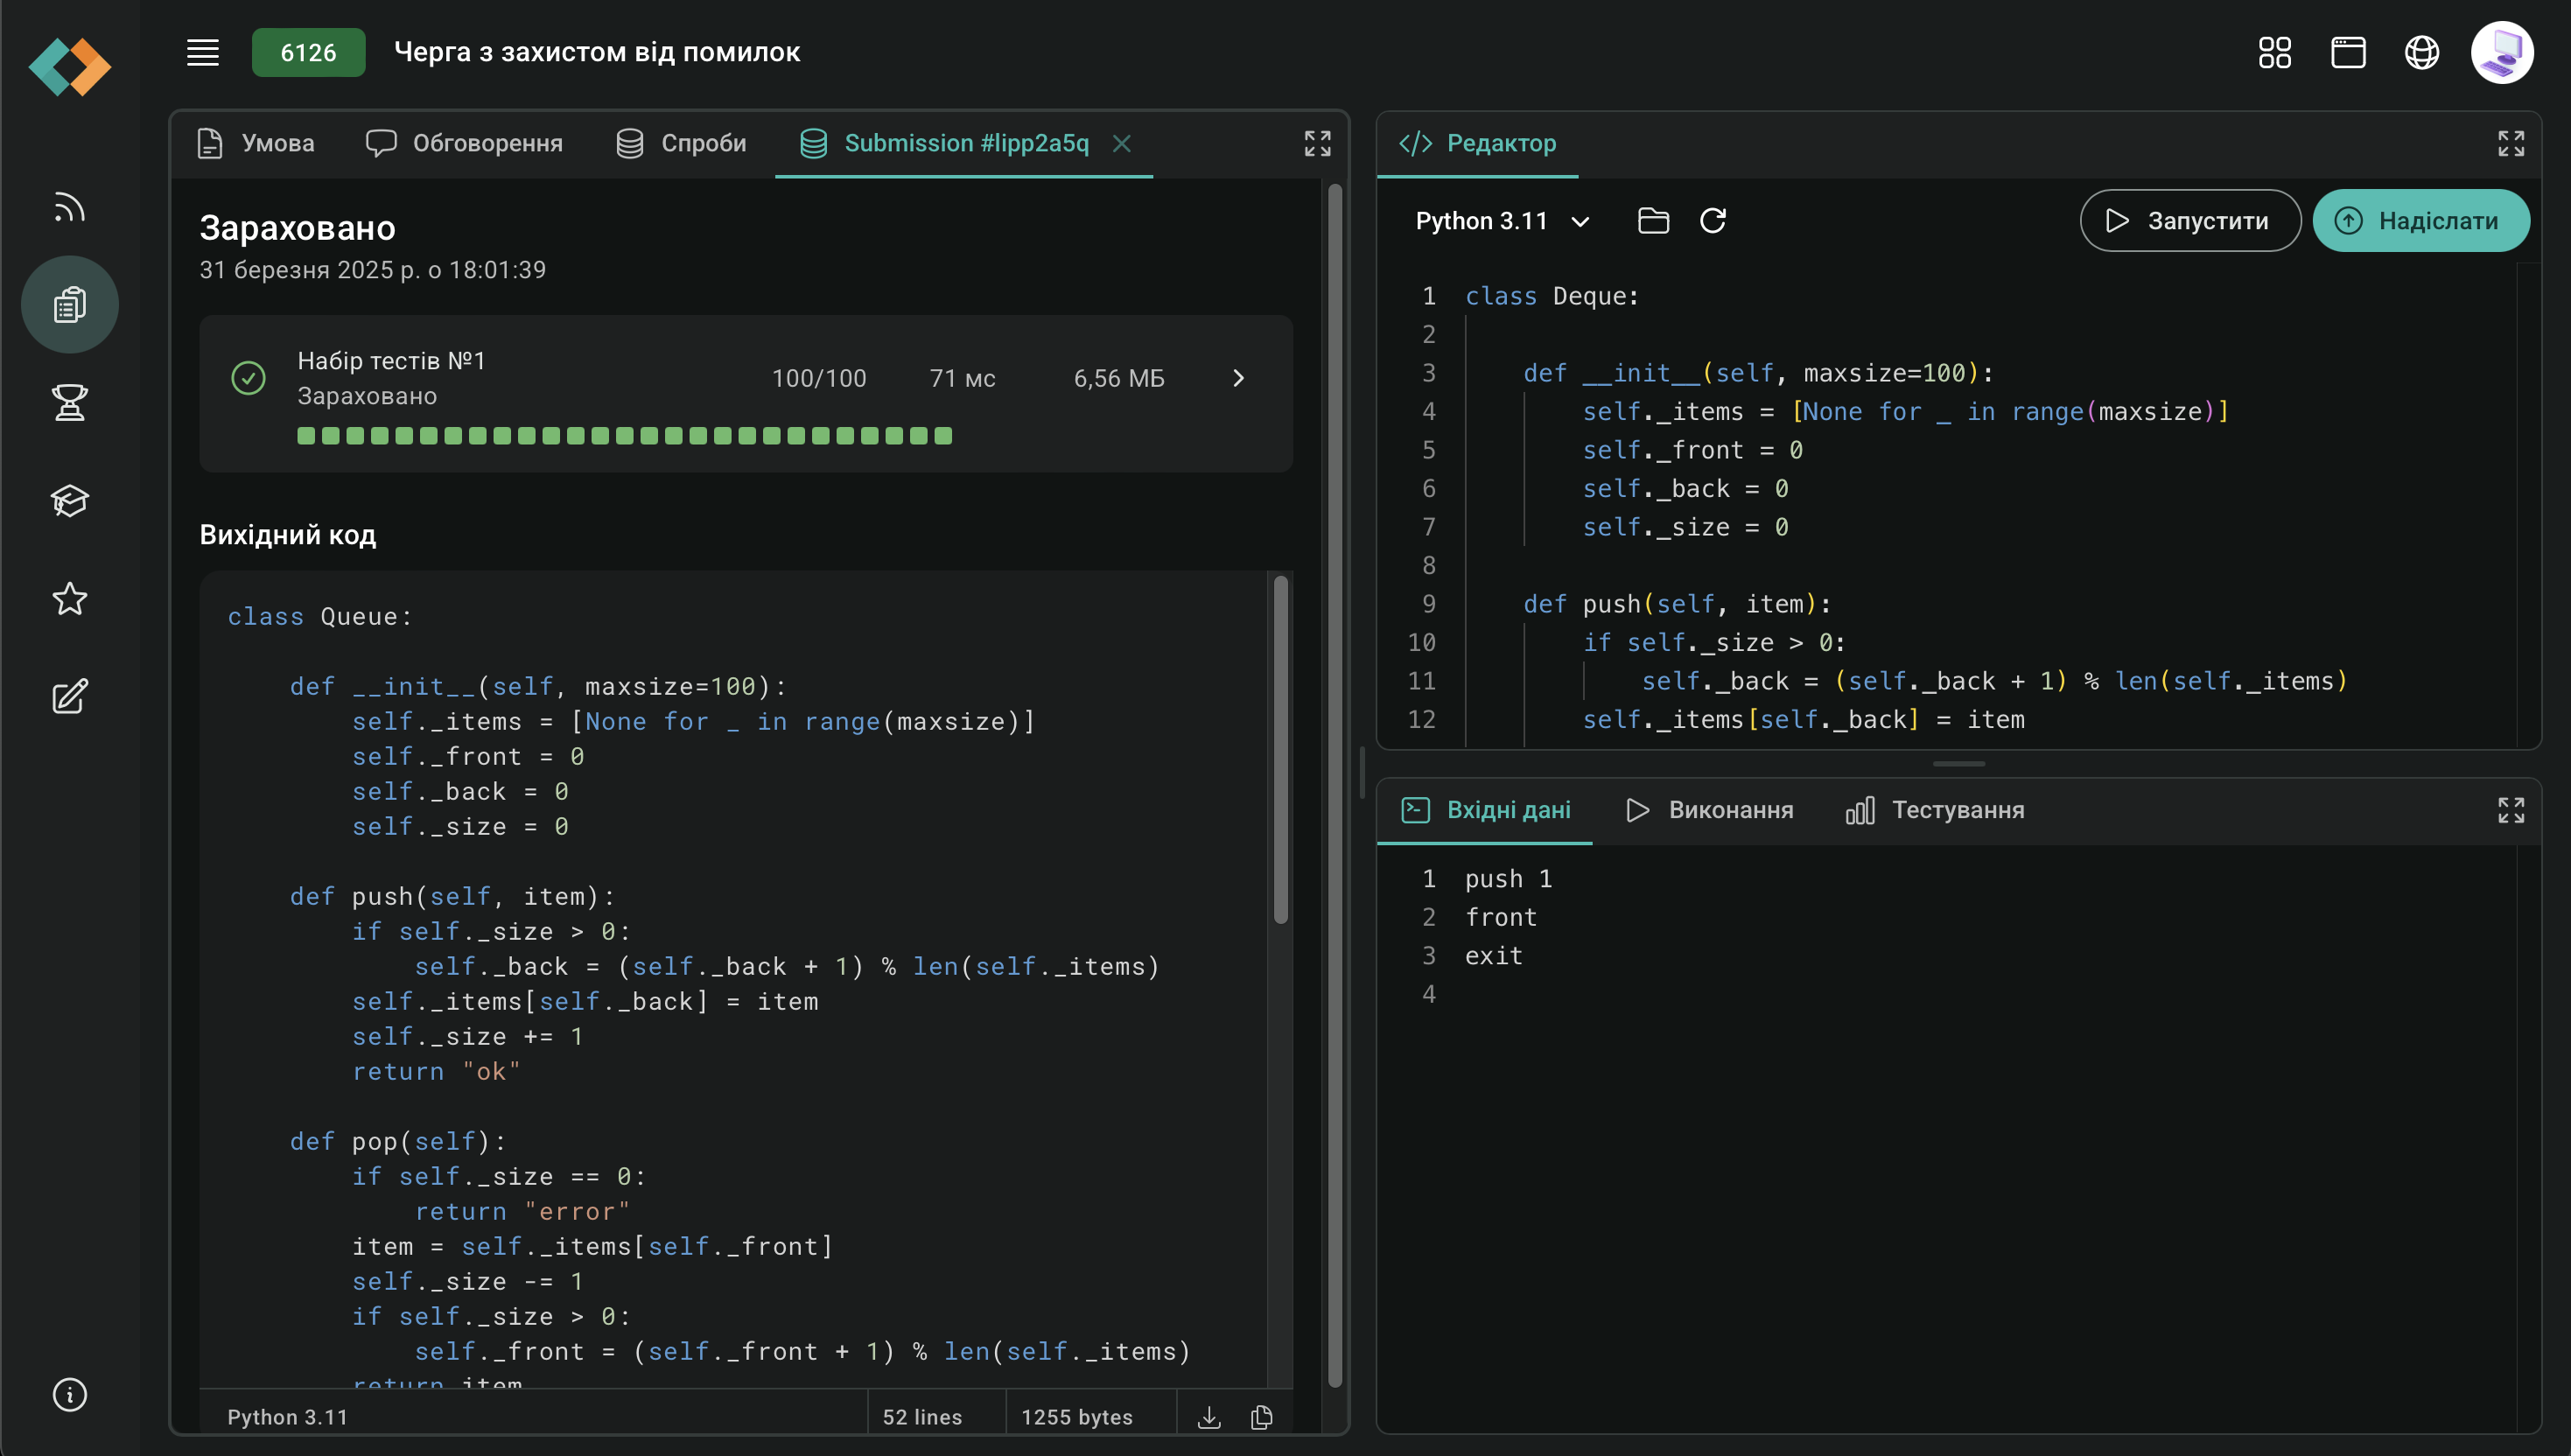 6126 Черга з захистом від помилок
Умова Обговорення Спроби Submission #lipp2a5q
Зараховано
31 березня 2025 р. о 18:01:39
Набір тестів №1
Зараховано
100/100 71 мс 6,56 МБ
Вихідний код
class Queue:
    def __init__(self, maxsize=100):
        self._items = [None for _ in range(maxsize)]
        self._front = 0
        self._back = 0
        self._size = 0
    def push(self, item):
        if self._size > 0:
            self._back = (self._back + 1) % len(self._items)
        self._items[self._back] = item
        self._size += 1
        return "ok"
    def pop(self):
        if self._size == 0:
            return "error"
        item = self._items[self._front]
        self._size -= 1
        if self._size > 0:
            self._front = (self._front + 1) % len(self._items)
        return item
Python 3.11 52 lines 1255 bytes
Редактор
Python 3.11 Запустити Надіслати
1 class Deque:
2
3     def __init__(self, maxsize=100):
4         self._items = [None for _ in range(maxsize)]
5         self._front = 0
6         self._back = 0
7         self._size = 0
8
9     def push(self, item):
10         if self._size > 0:
11             self._back = (self._back + 1) % len(self._items)
12         self._items[self._back] = item
Вхідні дані Виконання Тестування
1 push 1
2 front
3 exit
4